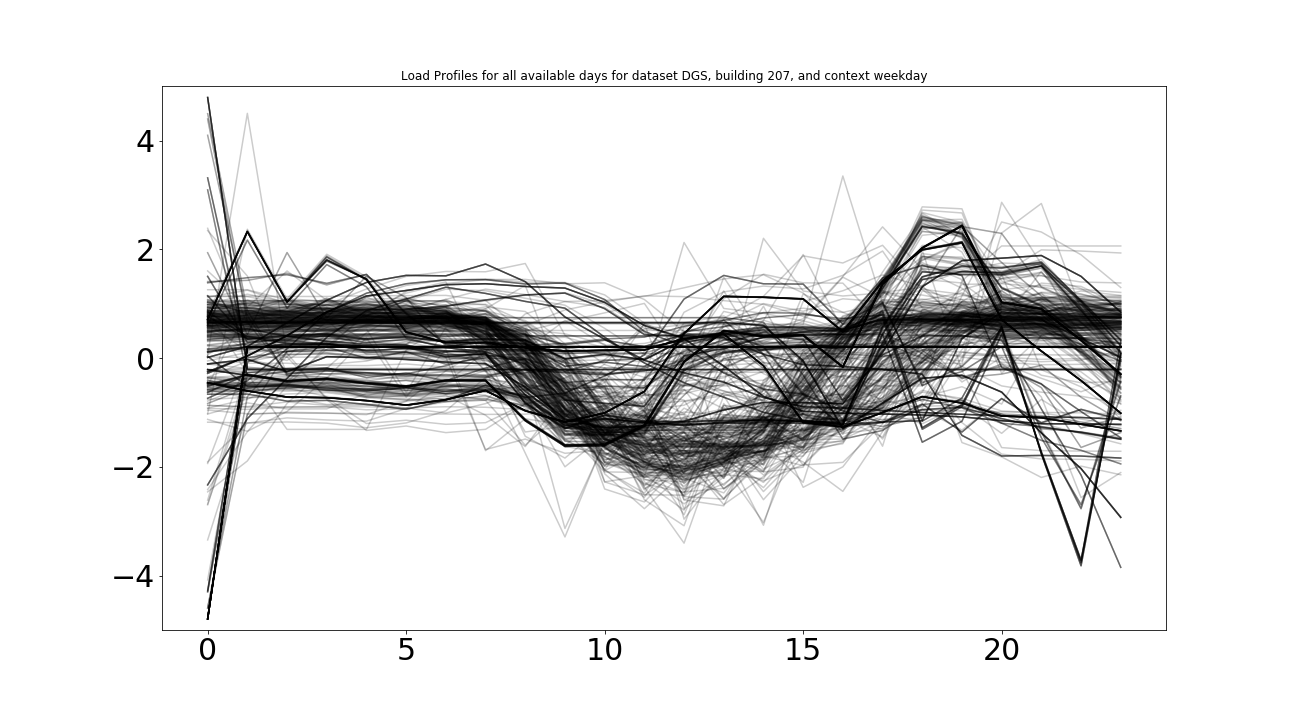 Load Profiles for all available days for dataset DGS, building 207, and context weekday
4
2
0
−2
−4
0 5 10 15 20